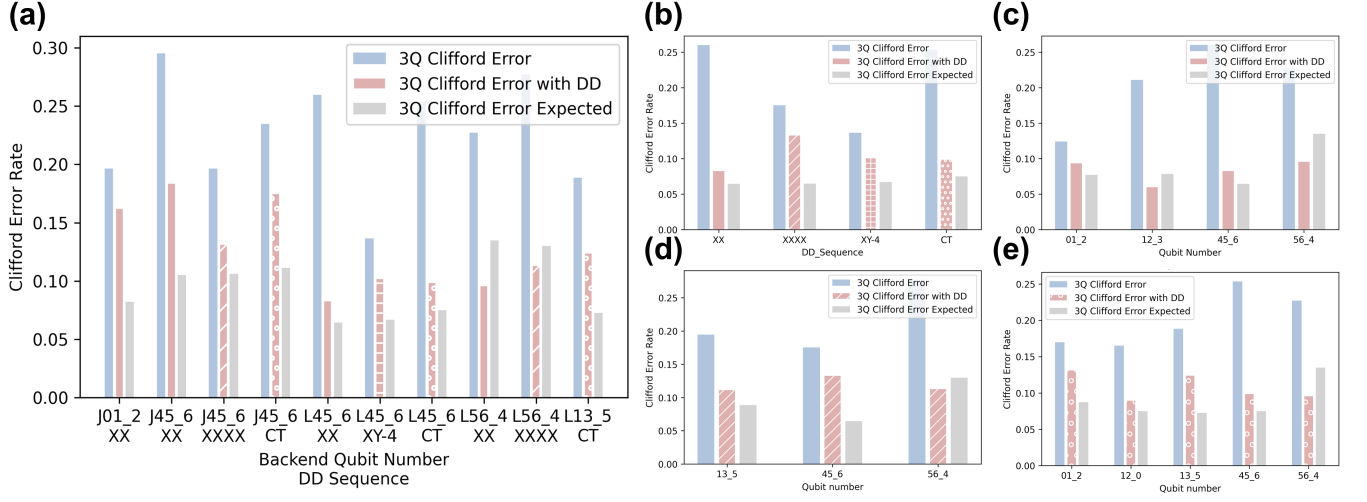 (a)
0.30
0.25
0.20
0.15
0.10
0.05
0.00
Clifford Error Rate
3Q Clifford Error
3Q Clifford Error with DD
3Q Clifford Error Expected
J01_2 J45_6 J45_6 J45_6 L45_6 L45_6 L45_6 L56_4 L56_4 L13_5
XX XX XXXX CT XX XY-4 CT XX XXXX CT
Backend Qubit Number
DD Sequence
(b)
0.25
0.20
0.15
0.10
0.05
0.00
Clifford Error Rate
3Q Clifford Error
3Q Clifford Error with DD
3Q Clifford Error Expected
XX XXXX XY-4 CT
DD_Sequence
(c)
0.25
0.20
0.15
0.10
0.05
0.00
Clifford Error Rate
3Q Clifford Error
3Q Clifford Error with DD
3Q Clifford Error Expected
01_2 12_3 45_6 56_4
Qubit Number
(d)
0.25
0.20
0.15
0.10
0.05
0.00
Clifford Error Rate
3Q Clifford Error
3Q Clifford Error with DD
3Q Clifford Error Expected
13_5 45_6 56_4
Qubit number
(e)
0.25
0.20
0.15
0.10
0.05
0.00
Clifford Error Rate
3Q Clifford Error
3Q Clifford Error with DD
3Q Clifford Error Expected
01_2 12_0 13_5 45_6 56_4
Qubit Number